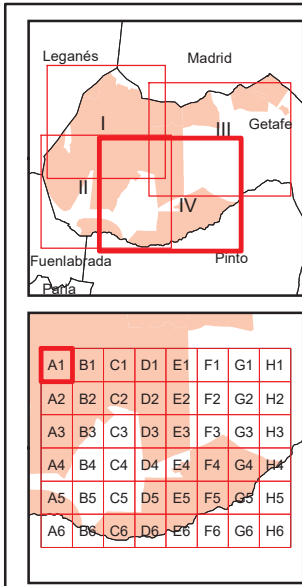 Leganés
Madrid
I
III
Getafe
II
IV
Fuenlabrada
Pinto
Parla
A1 B1 C1 D1 E1 F1 G1 H1
A2 B2 C2 D2 E2 F2 G2 H2
A3 B3 C3 D3 E3 F3 G3 H3
A4 B4 C4 D4 E4 F4 G4 H4
A5 B5 C5 D5 E5 F5 G5 H5
A6 B6 C6 D6 E6 F6 G6 H6